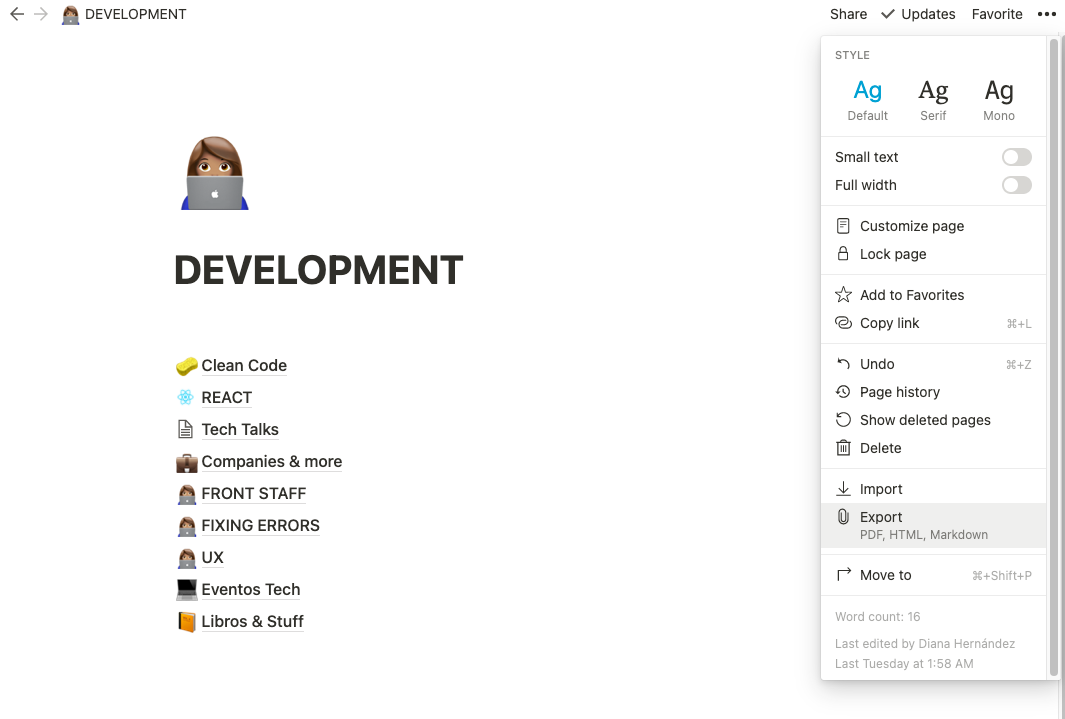 DEVELOPMENT
Share Updates Favorite
DEVELOPMENT
Clean Code
REACT
Tech Talks
Companies & more
FRONT STAFF
FIXING ERRORS
UX
Eventos Tech
Libros & Stuff
STYLE
Ag Ag Ag
Default Serif Mono
Small text
Full width
Customize page
Lock page
Add to Favorites
Copy link ⌘+L
Undo ⌘+Z
Page history
Show deleted pages
Delete
Import
Export
PDF, HTML, Markdown
Move to ⌘+Shift+P
Word count: 16
Last edited by Diana Hernández
Last Tuesday at 1:58 AM